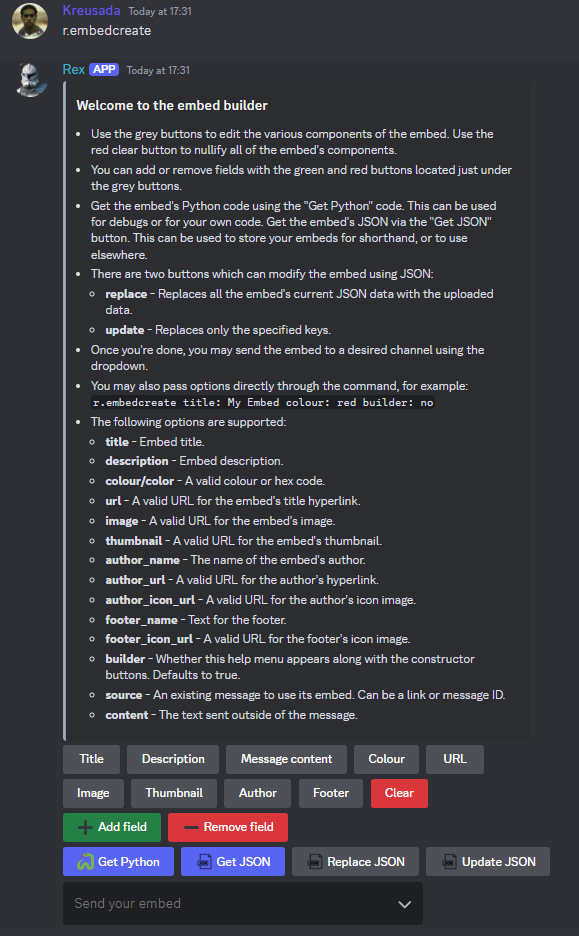 Kreusada Today at 17:31
r.embedcreate
Rex APP Today at 17:31
Welcome to the embed builder
• Use the grey buttons to edit the various components of the embed. Use the
red clear button to nullify all of the embed's components.
• You can add or remove fields with the green and red buttons located just under
the grey buttons.
• Get the embed's Python code using the "Get Python" code. This can be used
for debugs or for your own code. Get the embed's JSON via the "Get JSON"
button. This can be used to store your embeds for shorthand, or to use
elsewhere.
• There are two buttons which can modify the embed using JSON:
◦ replace - Replaces all the embed's current JSON data with the uploaded
data.
◦ update - Replaces only the specified keys.
• Once you're done, you may send the embed to a desired channel using the
dropdown.
• You may also pass options directly through the command, for example:
r.embedcreate title: My Embed colour: red builder: no
• The following options are supported:
◦ title - Embed title.
◦ description - Embed description.
◦ colour/color - A valid colour or hex code.
◦ url - A valid URL for the embed's title hyperlink.
◦ image - A valid URL for the embed's image.
◦ thumbnail - A valid URL for the embed's thumbnail.
◦ author_name - The name of the embed's author.
◦ author_url - A valid URL for the author's hyperlink.
◦ author_icon_url - A valid URL for the author's icon image.
◦ footer_name - Text for the footer.
◦ footer_icon_url - A valid URL for the footer's icon image.
◦ builder - Whether this help menu appears along with the constructor
buttons. Defaults to true.
◦ source - An existing message to use its embed. Can be a link or message ID.
◦ content - The text sent outside of the message.
Title Description Message content Colour URL
Image Thumbnail Author Footer Clear
Add field Remove field
Get Python Get JSON Replace JSON Update JSON
Send your embed